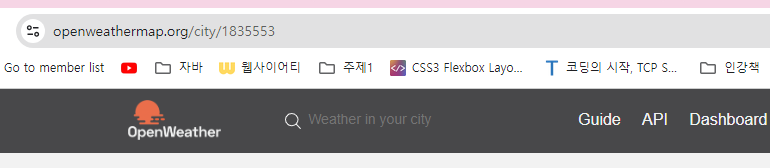 openweathermap.org/city/1835553
Go to member list 자바 웹사이어티 주제1 CSS3 Flexbox Layo... 코딩의 시작, TCP S... 인강책
OpenWeather Weather in your city Guide API Dashboard